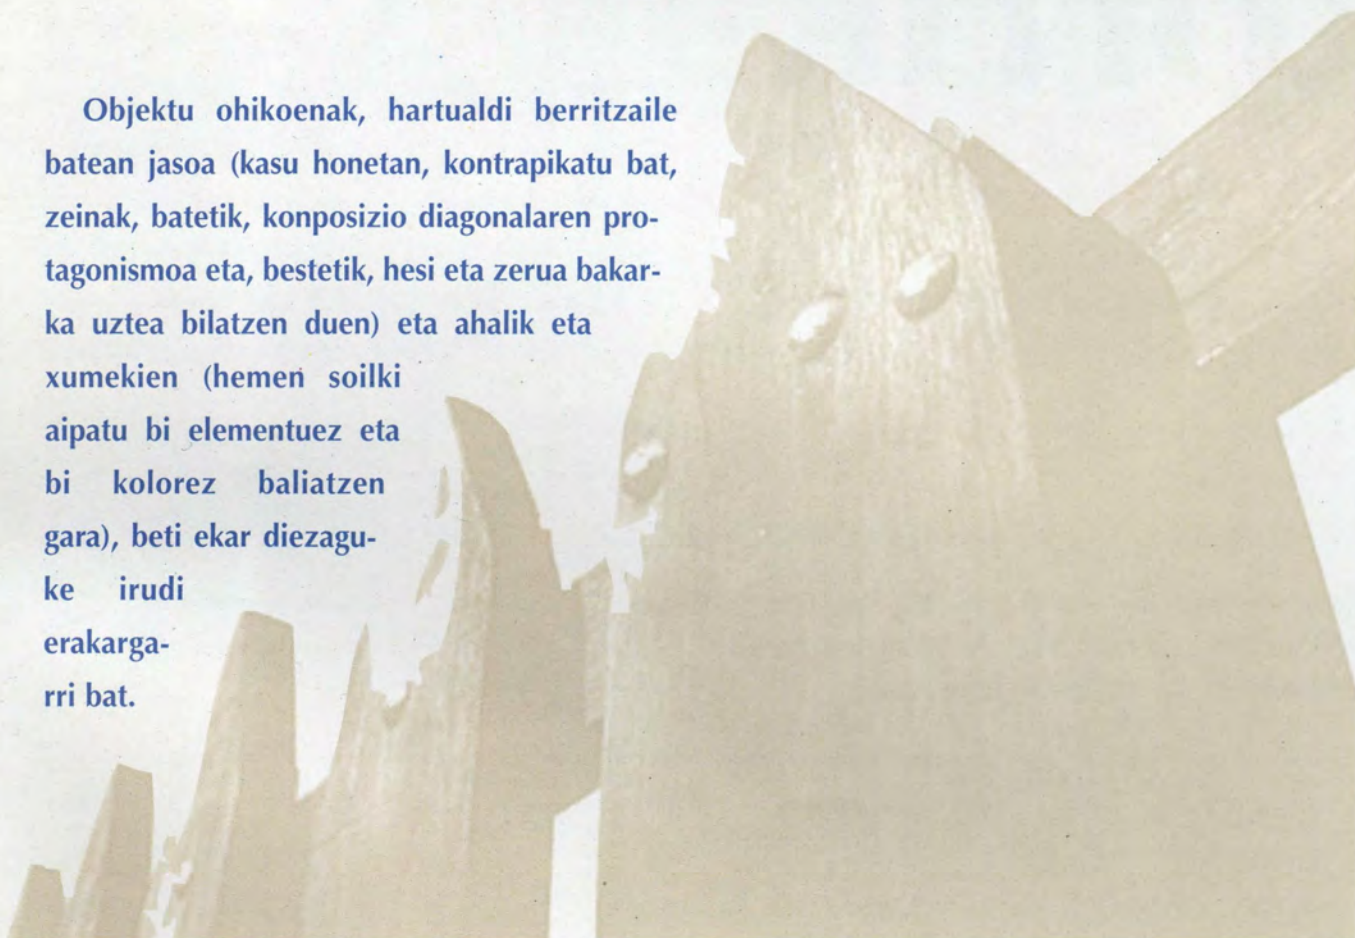 Objektu ohikoenak, hartualdi berritzaile
batean jasoa (kasu honetan, kontrapikatu bat,
zeinak, batetik, konposizio diagonalaren pro-
tagonismoa eta, bestetik, hesi eta zerua bakar-
ka uztea bilatzen duen) eta ahalik eta
xumekien (hemen soilki
aipatu bi elementuez eta
bi kolorez baliatzen
gara), beti ekar diezagu-
ke irudi
erakarga-
rri bat.